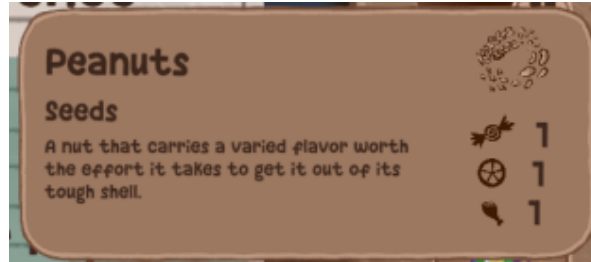 Peanuts
Seeds
A nut that carries a varied flavor worth
the effort it takes to get it out of its
tough shell.
1
1
1